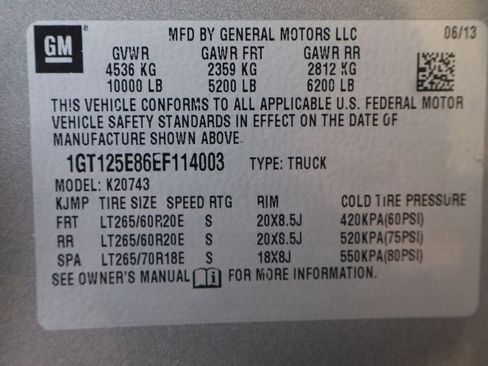 GM
MFD BY GENERAL MOTORS LLC 06/13
GVWR GAWR FRT GAWR RR
4536 KG 2359 KG 2812 KG
10000 LB 5200 LB 6200 LB
THIS VEHICLE CONFORMS TO ALL APPLICABLE U.S. FEDERAL MOTOR
VEHICLE SAFETY STANDARDS IN EFFECT ON THE DATE OF
MANUFACTURE SHOWN ABOVE.
1GT125E86EF114003 TYPE: TRUCK
MODEL: K20743
KJMP TIRE SIZE SPEED RTG RIM COLD TIRE PRESSURE
FRT LT265/60R20E S 20X8.5J 420KPA(60PSI)
RR LT265/60R20E S 20X8.5J 520KPA(75PSI)
SPA LT265/70R18E S 18X8J 550KPA(80PSI)
SEE OWNER'S MANUAL FOR MORE INFORMATION.